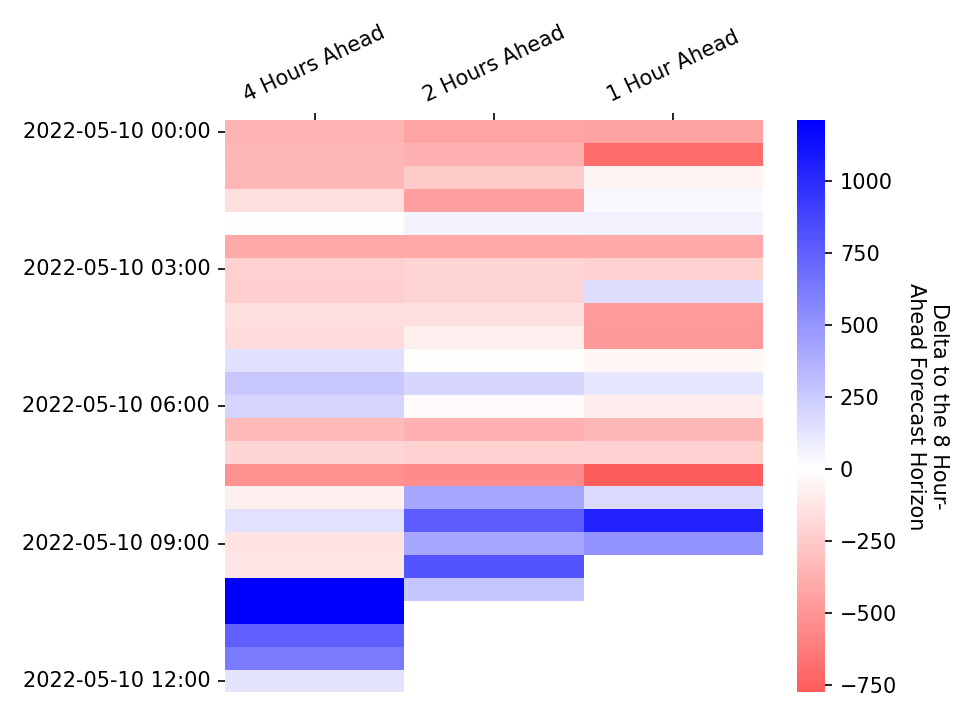 4 Hours Ahead
2 Hours Ahead
1 Hour Ahead
2022-05-10 00:00
2022-05-10 03:00
2022-05-10 06:00
2022-05-10 09:00
2022-05-10 12:00
1000
750
500
250
0
−250
−500
−750
Delta to the 8 Hour-
Ahead Forecast Horizon